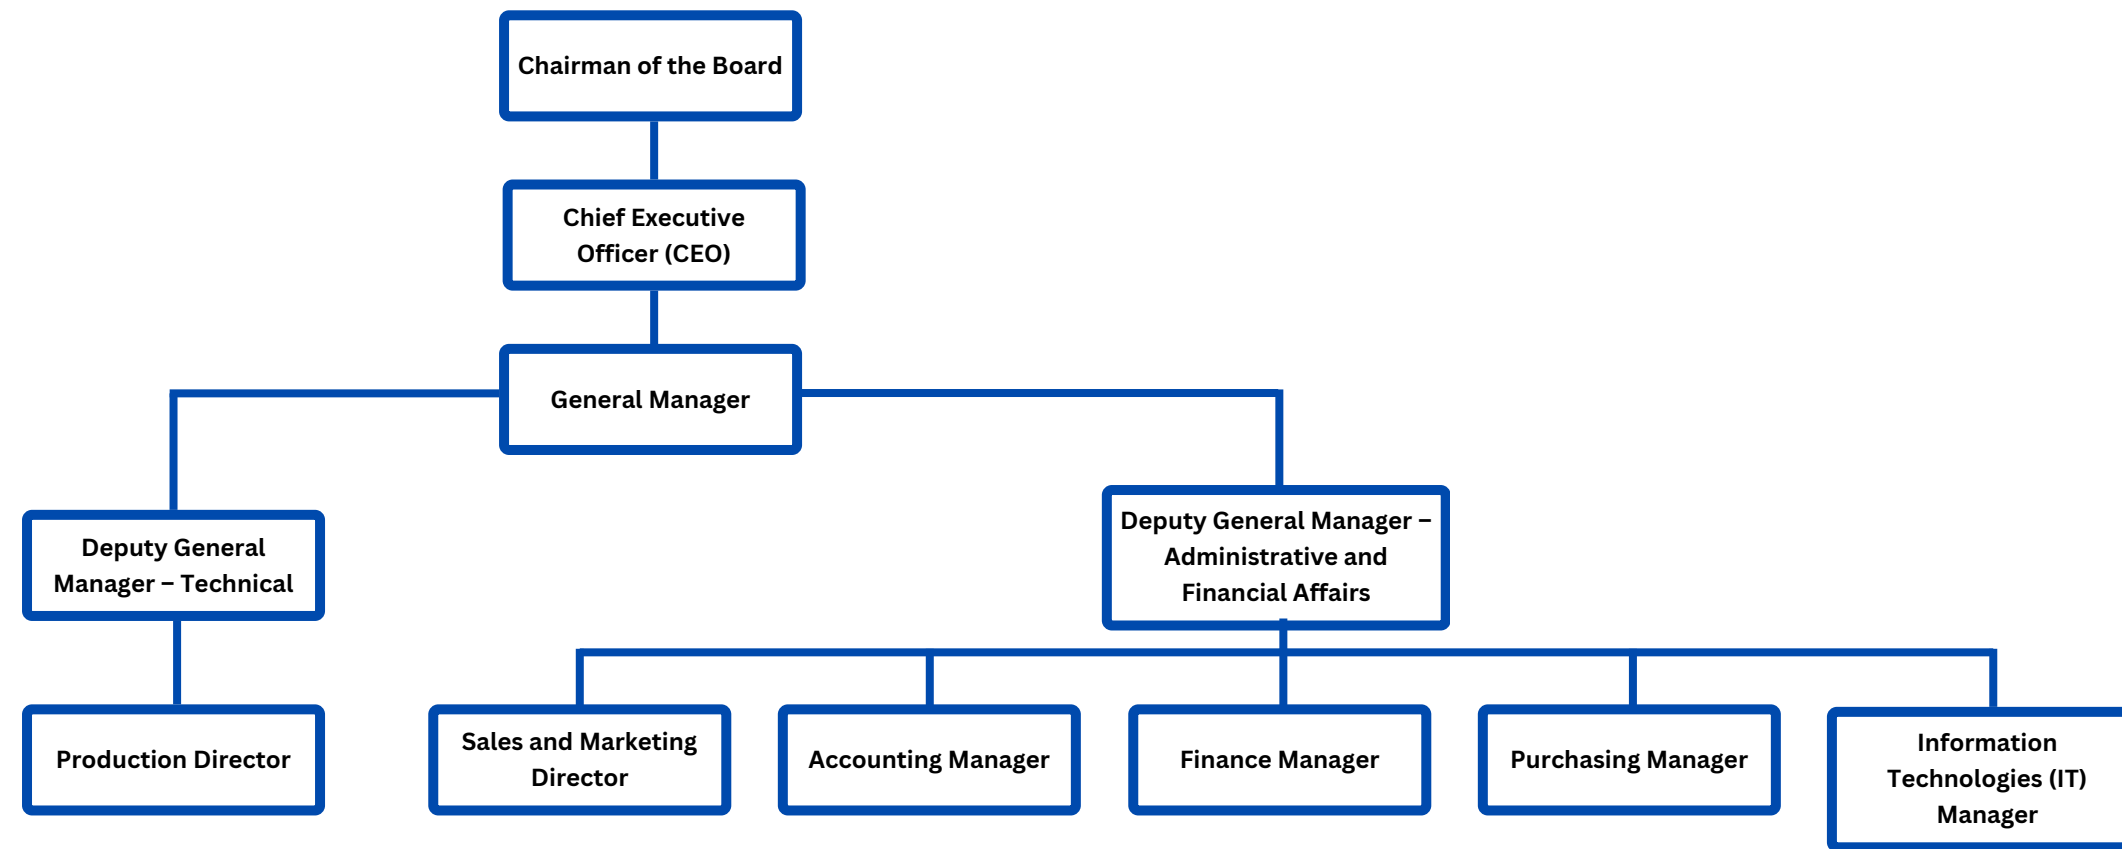 Chairman of the Board
Chief Executive
Officer (CEO)
General Manager
Deputy General
Manager – Technical
Deputy General Manager –
Administrative and
Financial Affairs
Production Director
Sales and Marketing
Director
Accounting Manager
Finance Manager
Purchasing Manager
Information
Technologies (IT)
Manager